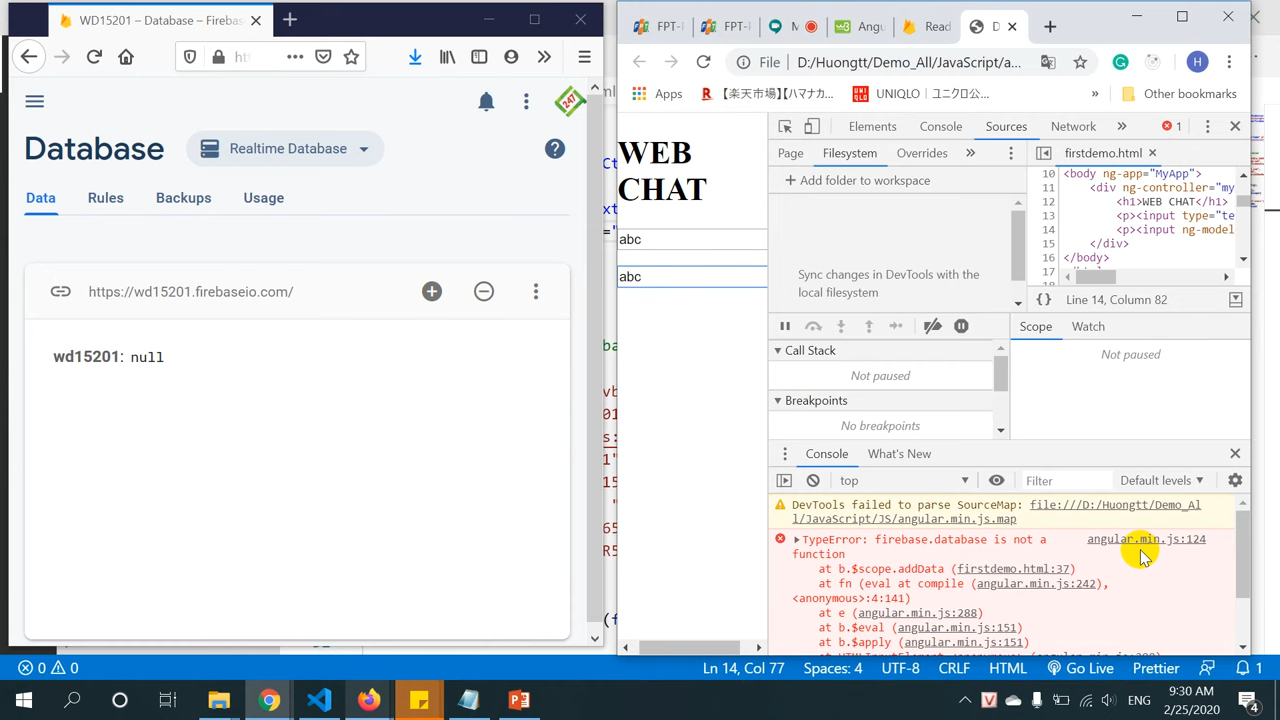 WD15201 – Database – Firebas
Database
Realtime Database
Data
Rules
Backups
Usage
https://wd15201.firebaseio.com/
wd15201: null
FPT-I
FPT-I
M
Ang
Read
D
File
D:/Huongtt/Demo_All/JavaScript/a...
H
Apps
【楽天市場】【ハマナカ...
UNIQLO｜ユニクロ公...
»
Other bookmarks
WEB
CHAT
abc
abc
Elements
Console
Sources
Network
»
1
Page
Filesystem
Overrides
»
firstdemo.html
+ Add folder to workspace
Sync changes in DevTools with the
local filesystem
10 <body ng-app="MyApp">
11 <div ng-controller="my
12 <h1>WEB CHAT</h1>
13 <p><input type="te
14 <p><input ng-model
15 </div>
16 </body>
{} Line 14, Column 82
Scope
Watch
Not paused
Call Stack
Not paused
Breakpoints
No breakpoints
Console
What's New
top
Filter
Default levels
DevTools failed to parse SourceMap: file:///D:/Huongtt/Demo_Al
l/JavaScript/JS/angular.min.js.map
TypeError: firebase.database is not a angular.min.js:124
function
at b.$scope.addData (firstdemo.html:37)
at fn (eval at compile (angular.min.js:242),
<anonymous>:4:141)
at e (angular.min.js:288)
at b.$eval (angular.min.js:151)
at b.$apply (angular.min.js:151)
0 0
Ln 14, Col 77
Spaces: 4
UTF-8
CRLF
HTML
Go Live
Prettier
1
ENG
9:30 AM
2/25/2020
4